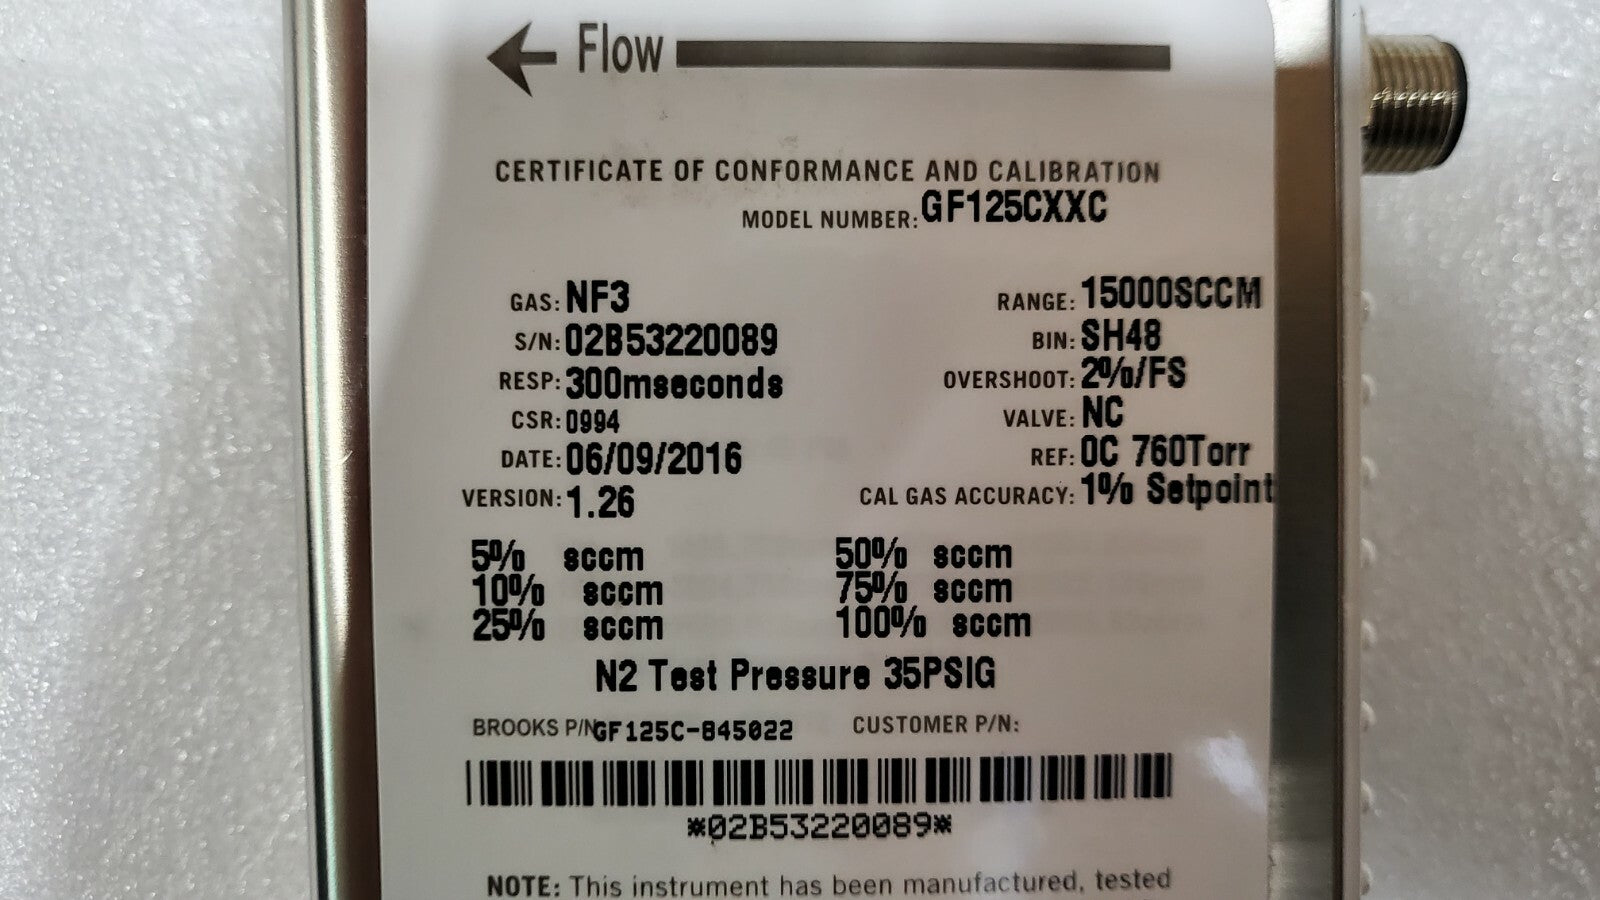 Flow
CERTIFICATE OF CONFORMANCE AND CALIBRATION
MODEL NUMBER: GF125CXXC
GAS: NF3 RANGE: 15000SCCM
S/N: 02B53220089 BIN: SH48
RESP: 300mseconds OVERSHOOT: 2%/FS
CSR: 0994 VALVE: NC
DATE: 06/09/2016 REF: 0C 760Torr
VERSION: 1.26 CAL GAS ACCURACY: 1% Setpoint
5% sccm 50% sccm
10% sccm 75% sccm
25% sccm 100% sccm
N2 Test Pressure 35PSIG
BROOKS P/N GF125C-845022 CUSTOMER P/N:
*02B53220089*
NOTE: This instrument has been manufactured, tested